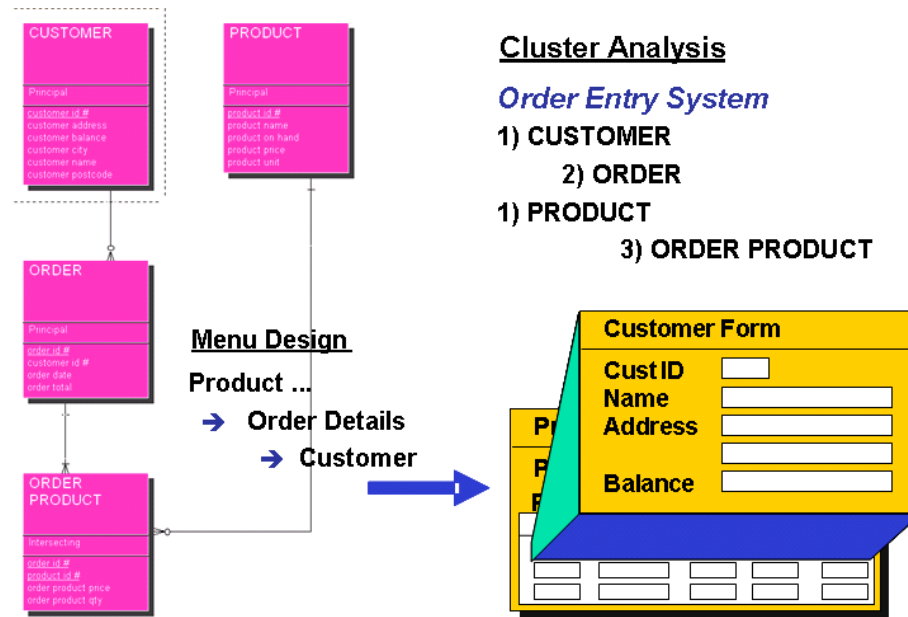 CUSTOMER
Principal
customer id #
customer address
customer balance
customer city
customer name
customer postcode
PRODUCT
Principal
product id #
product name
product on hand
product price
product unit
ORDER
Principal
order id #
customer id #
order date
order total
ORDER
PRODUCT
Intersecting
order id #
product id #
order product price
order product qty
Menu Design
Product ...
➔ Order Details
➔ Customer
Cluster Analysis
Order Entry System
1) CUSTOMER
2) ORDER
1) PRODUCT
3) ORDER PRODUCT
Customer Form
Cust ID
Name
Address
Balance